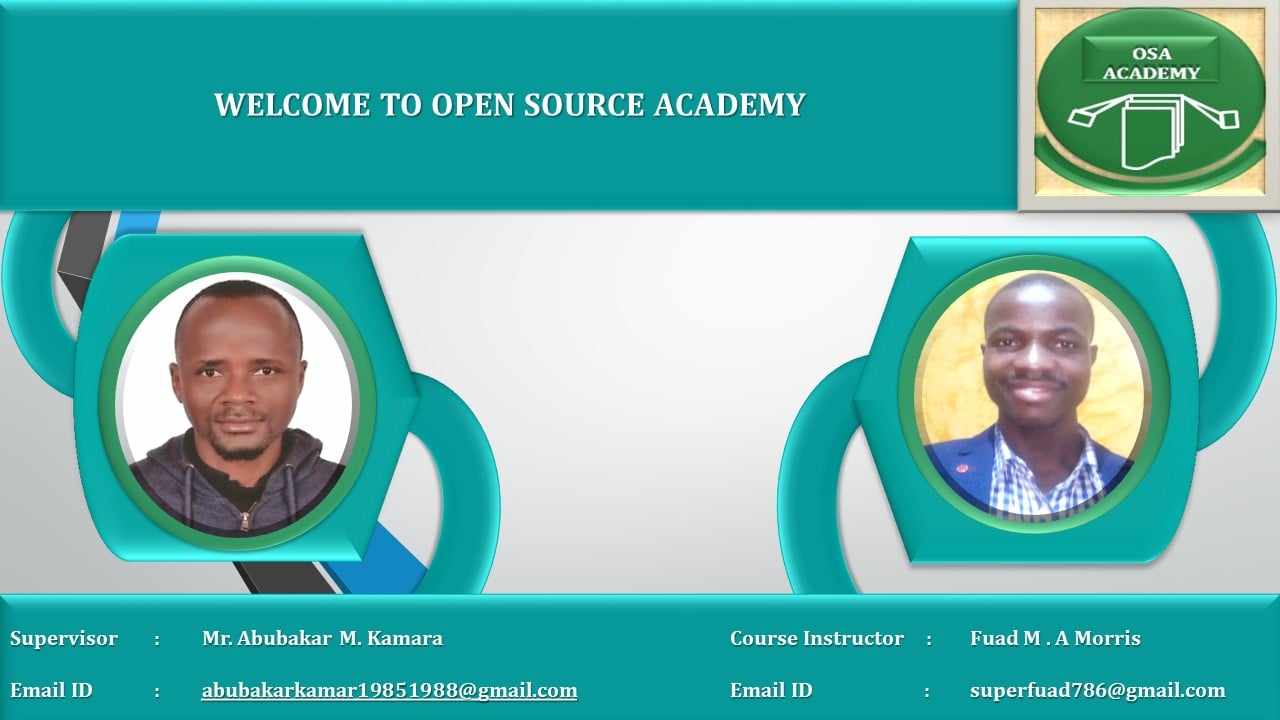 WELCOME TO OPEN SOURCE ACADEMY
OSA
ACADEMY
Supervisor : Mr. Abubakar M. Kamara
Course Instructor : Fuad M . A Morris
Email ID : abubakarkamar19851988@gmail.com
Email ID : superfuad786@gmail.com